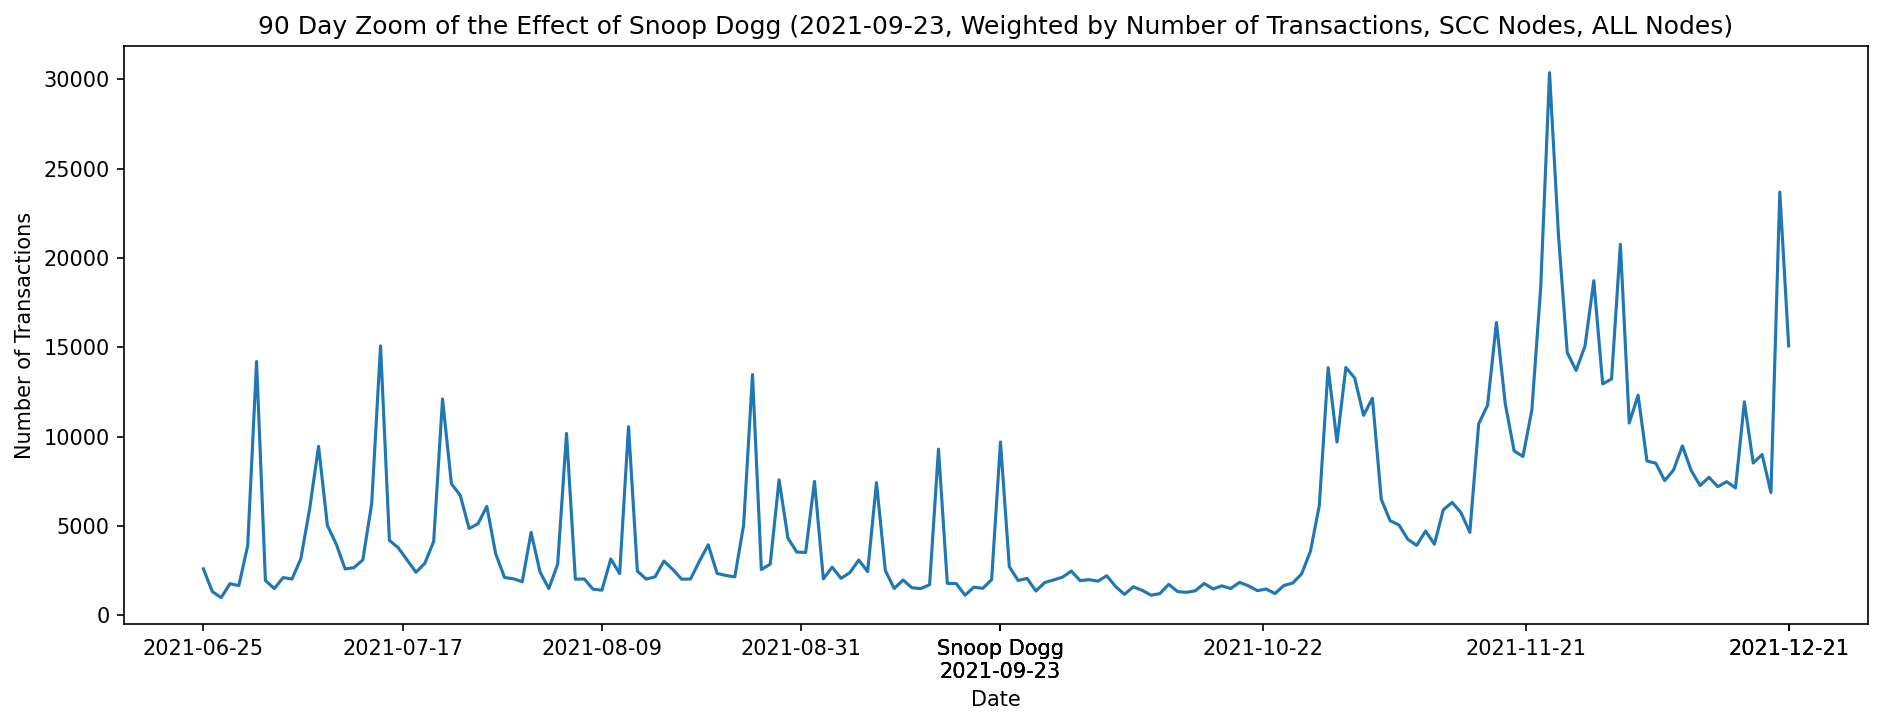 90 Day Zoom of the Effect of Snoop Dogg (2021-09-23, Weighted by Number of Transactions, SCC Nodes, ALL Nodes)
30000
25000
20000
15000
10000
5000
0
Number of Transactions
2021-06-25 2021-07-17 2021-08-09 2021-08-31 Snoop Dogg 2021-10-22 2021-11-21 2021-12-21
2021-09-23
Date